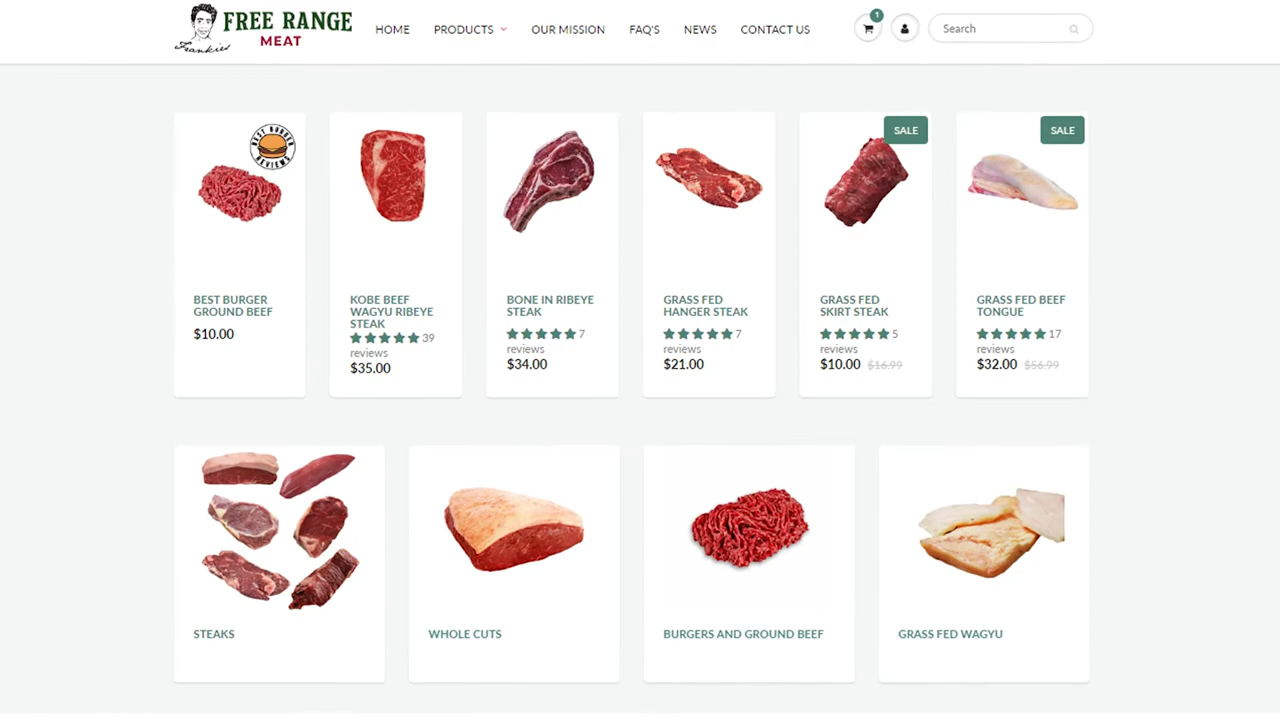 FREE RANGE
MEAT
Frankies
HOME
PRODUCTS
OUR MISSION
FAQ'S
NEWS
CONTACT US
1
Search
BEST BURGER
REVIEWS
BEST BURGER
GROUND BEEF
$10.00
KOBE BEEF
WAGYU RIBEYE
STEAK
39
reviews
$35.00
BONE IN RIBEYE
STEAK
7
reviews
$34.00
GRASS FED
HANGER STEAK
7
reviews
$21.00
SALE
GRASS FED
SKIRT STEAK
5
reviews
$10.00 $16.99
SALE
GRASS FED BEEF
TONGUE
17
reviews
$32.00 $56.99
STEAKS
WHOLE CUTS
BURGERS AND GROUND BEEF
GRASS FED WAGYU